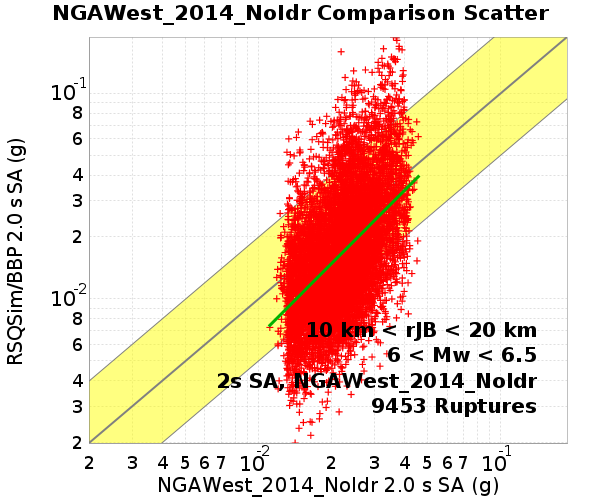 NGAWest_2014_NoIdr Comparison Scatter
RSQSim/BBP 2.0 s SA (g)
10^-1
8
6
4
3
2
10^-2
8
6
4
3
2
10 km < rJB < 20 km
6 < Mw < 6.5
2s SA, NGAWest_2014_NoIdr
9453 Ruptures
2 3 4 5 6 7 10^-2 2 3 4 5 6 7 10^-1
NGAWest_2014_NoIdr 2.0 s SA (g)